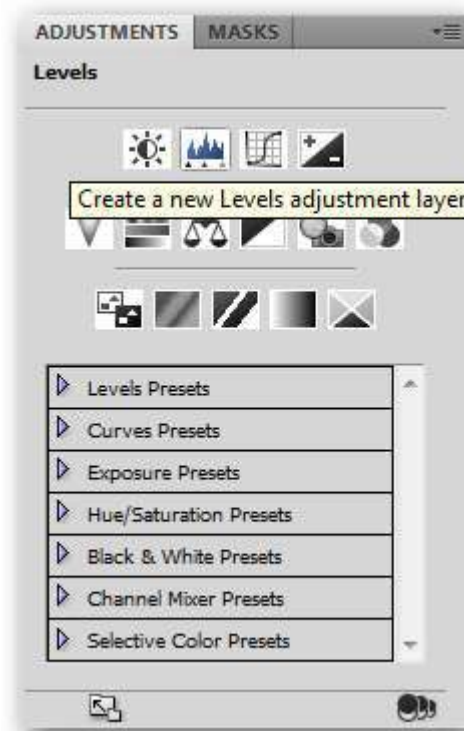 ADJUSTMENTS MASKS
Levels
Create a new Levels adjustment layer
Levels Presets
Curves Presets
Exposure Presets
Hue/Saturation Presets
Black & White Presets
Channel Mixer Presets
Selective Color Presets